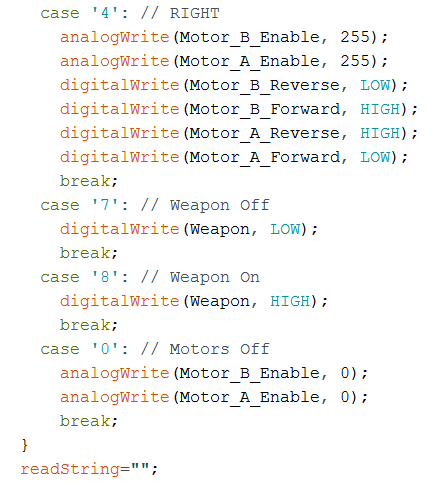 case '4': // RIGHT
analogWrite(Motor_B_Enable, 255);
analogWrite(Motor_A_Enable, 255);
digitalWrite(Motor_B_Reverse, LOW);
digitalWrite(Motor_B_Forward, HIGH);
digitalWrite(Motor_A_Reverse, HIGH);
digitalWrite(Motor_A_Forward, LOW);
break;
case '7': // Weapon Off
digitalWrite(Weapon, LOW);
break;
case '8': // Weapon On
digitalWrite(Weapon, HIGH);
break;
case '0': // Motors Off
analogWrite(Motor_B_Enable, 0);
analogWrite(Motor_A_Enable, 0);
break;
}
readString="";